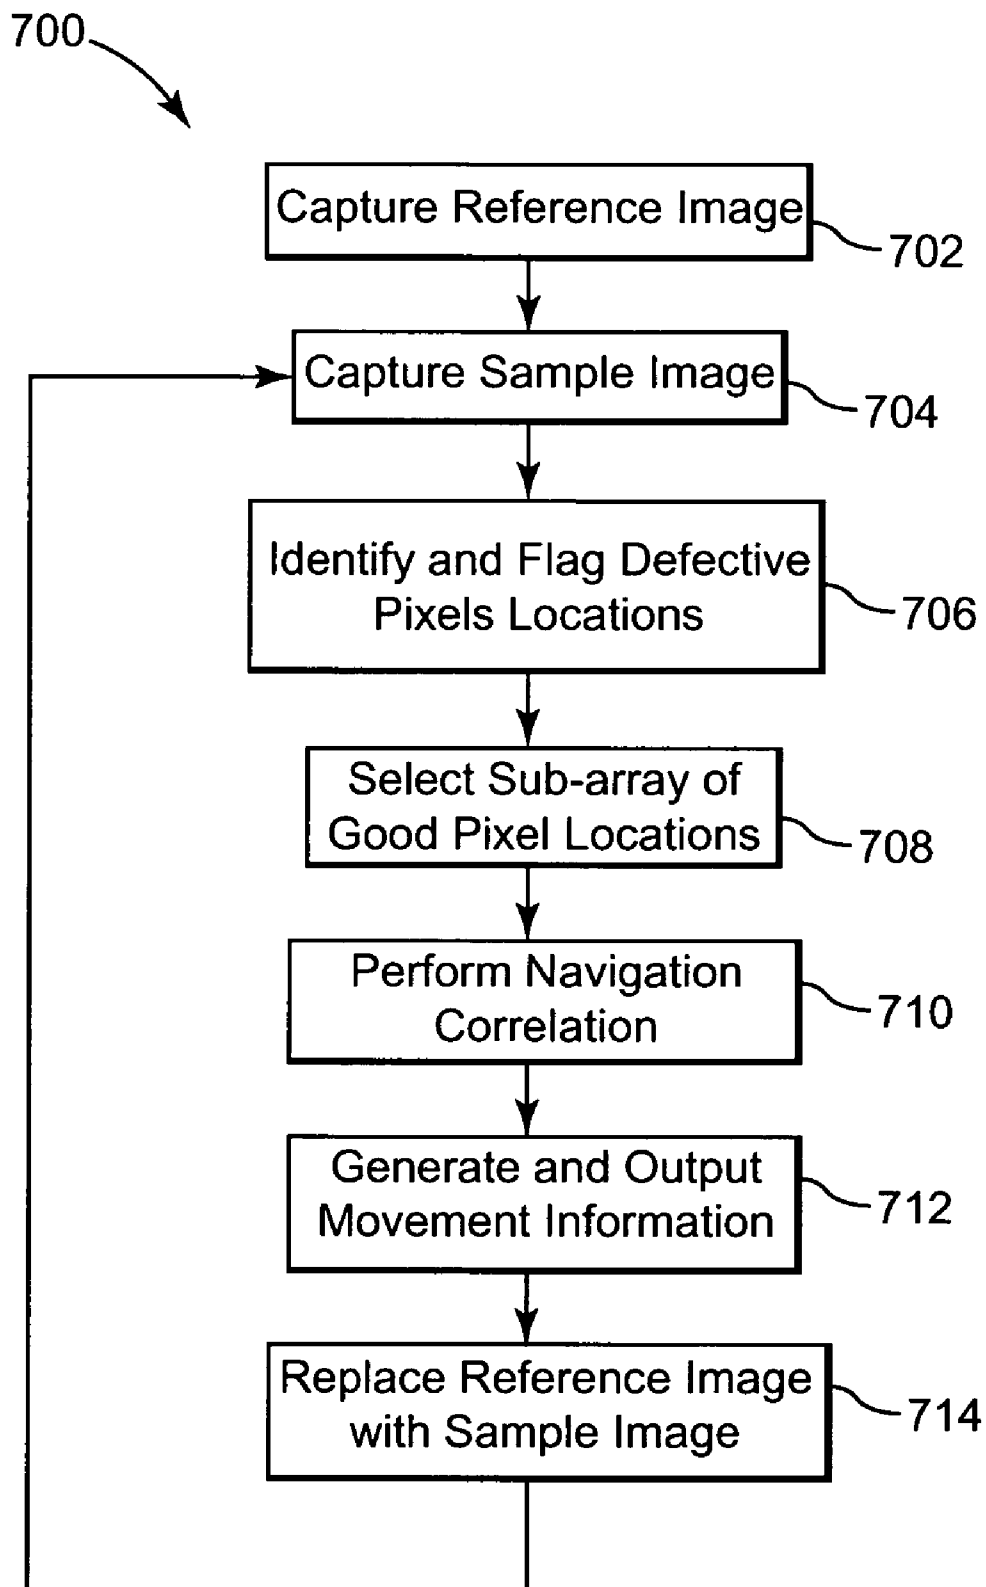 700
Capture Reference Image
702
Capture Sample Image
704
Identify and Flag Defective
Pixels Locations
706
Select Sub-array of
Good Pixel Locations
708
Perform Navigation
Correlation
710
Generate and Output
Movement Information
712
Replace Reference Image
with Sample Image
714